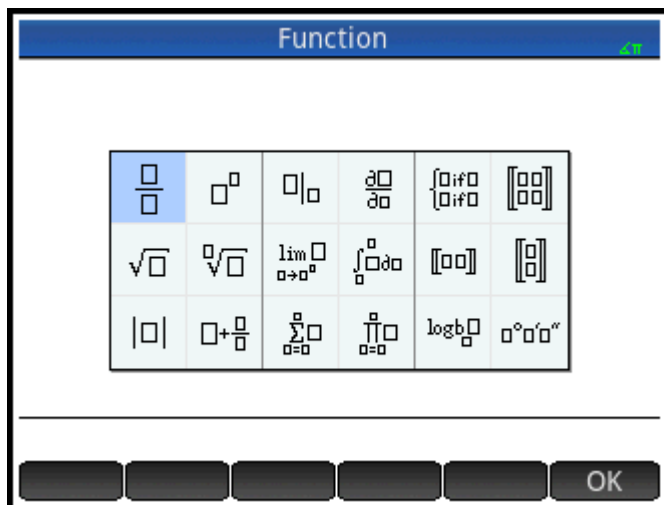 Function
∡π
□/□ □^□ □|□ ∂□/∂□ {□if□ {□if□ [[□□][□□]]
√□ □√□ lim □ □→□□ ∫□□□∂□ [[□□]] [[□][□]]
|□| □+□/□ Σ□ □=□ □ ∏□ □=□ □ logb□□ □°□′□″
OK